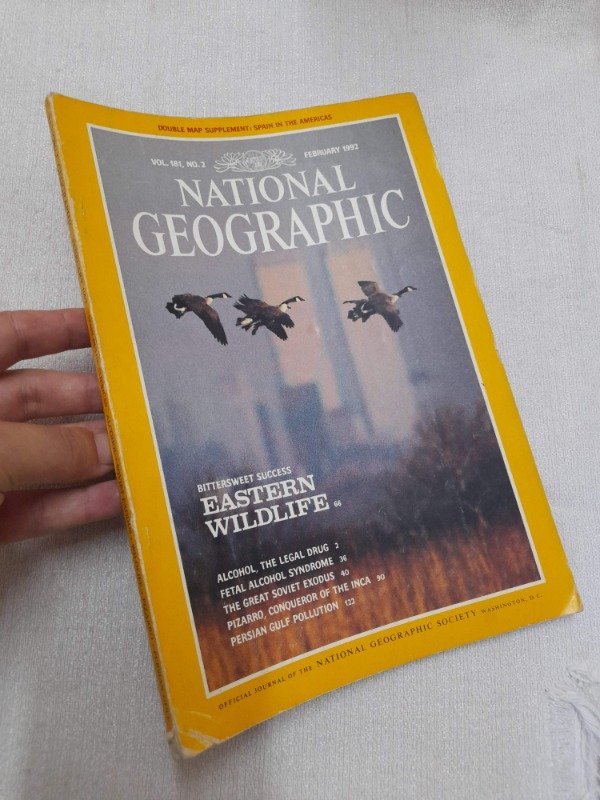 DOUBLE MAP SUPPLEMENT: SPAIN IN THE AMERICAS
VOL. 181, NO. 2 FEBRUARY 1992
NATIONAL
GEOGRAPHIC
BITTERSWEET SUCCESS
EASTERN
WILDLIFE 66
ALCOHOL, THE LEGAL DRUG 2
FETAL ALCOHOL SYNDROME 36
THE GREAT SOVIET EXODUS 40
PIZARRO, CONQUEROR OF THE INCA 90
PERSIAN GULF POLLUTION 122
OFFICIAL JOURNAL OF THE NATIONAL GEOGRAPHIC SOCIETY WASHINGTON, D.C.